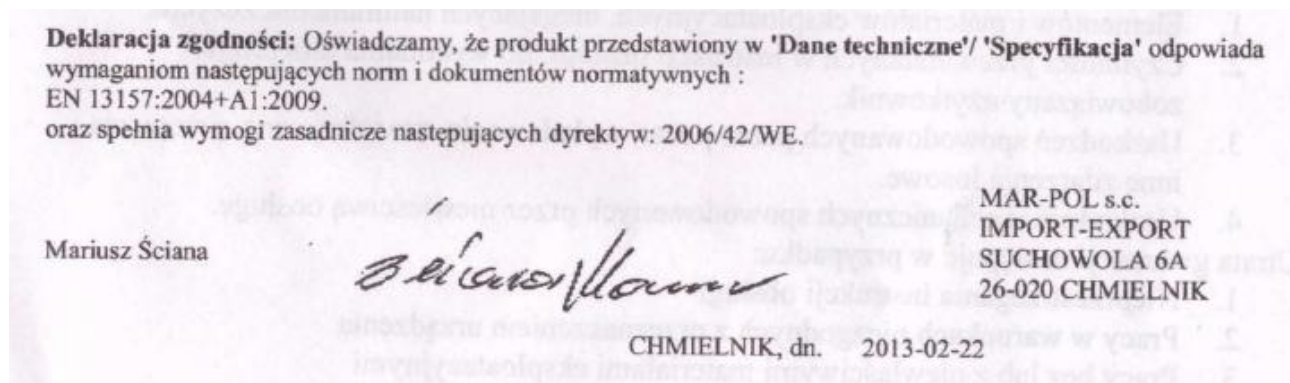 Deklaracja zgodności: Oświadczamy, że produkt przedstawiony w 'Dane techniczne'/ 'Specyfikacja' odpowiada
wymaganiom następujących norm i dokumentów normatywnych :
EN 13157:2004+A1:2009.
oraz spełnia wymogi zasadnicze następujących dyrektyw: 2006/42/WE.
Mariusz Ściana
MAR-POL s.c.
IMPORT-EXPORT
SUCHOWOLA 6A
26-020 CHMIELNIK
CHMIELNIK, dn. 2013-02-22